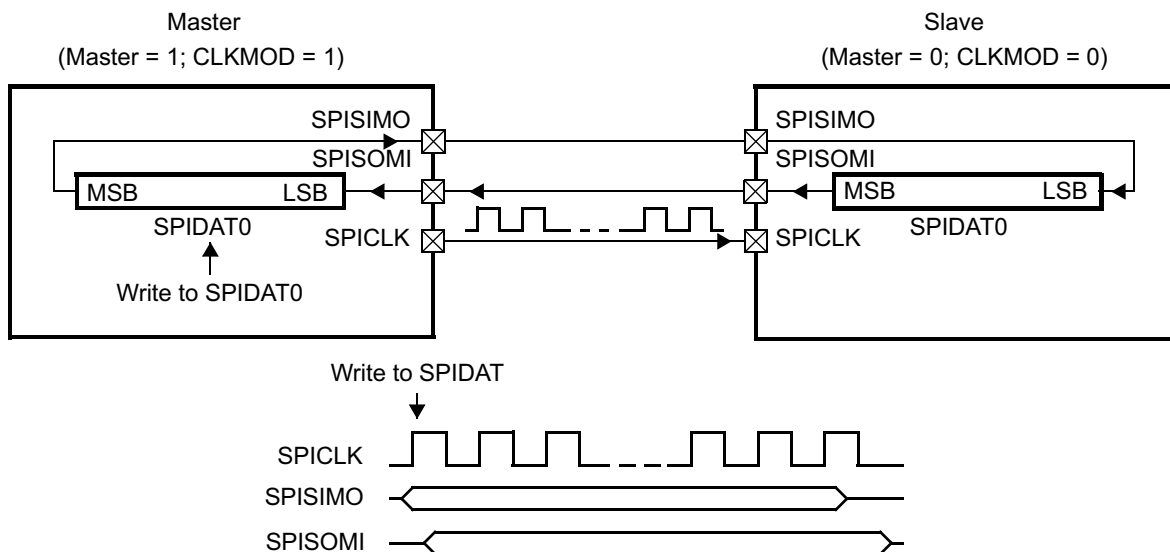 Master
(Master = 1; CLKMOD = 1)
Slave
(Master = 0; CLKMOD = 0)
SPISIMO
SPISIMO
SPISOMI
SPISOMI
MSB LSB
MSB LSB
SPIDAT0
SPIDAT0
SPICLK
SPICLK
Write to SPIDAT0
Write to SPIDAT
SPICLK
SPISIMO
SPISOMI